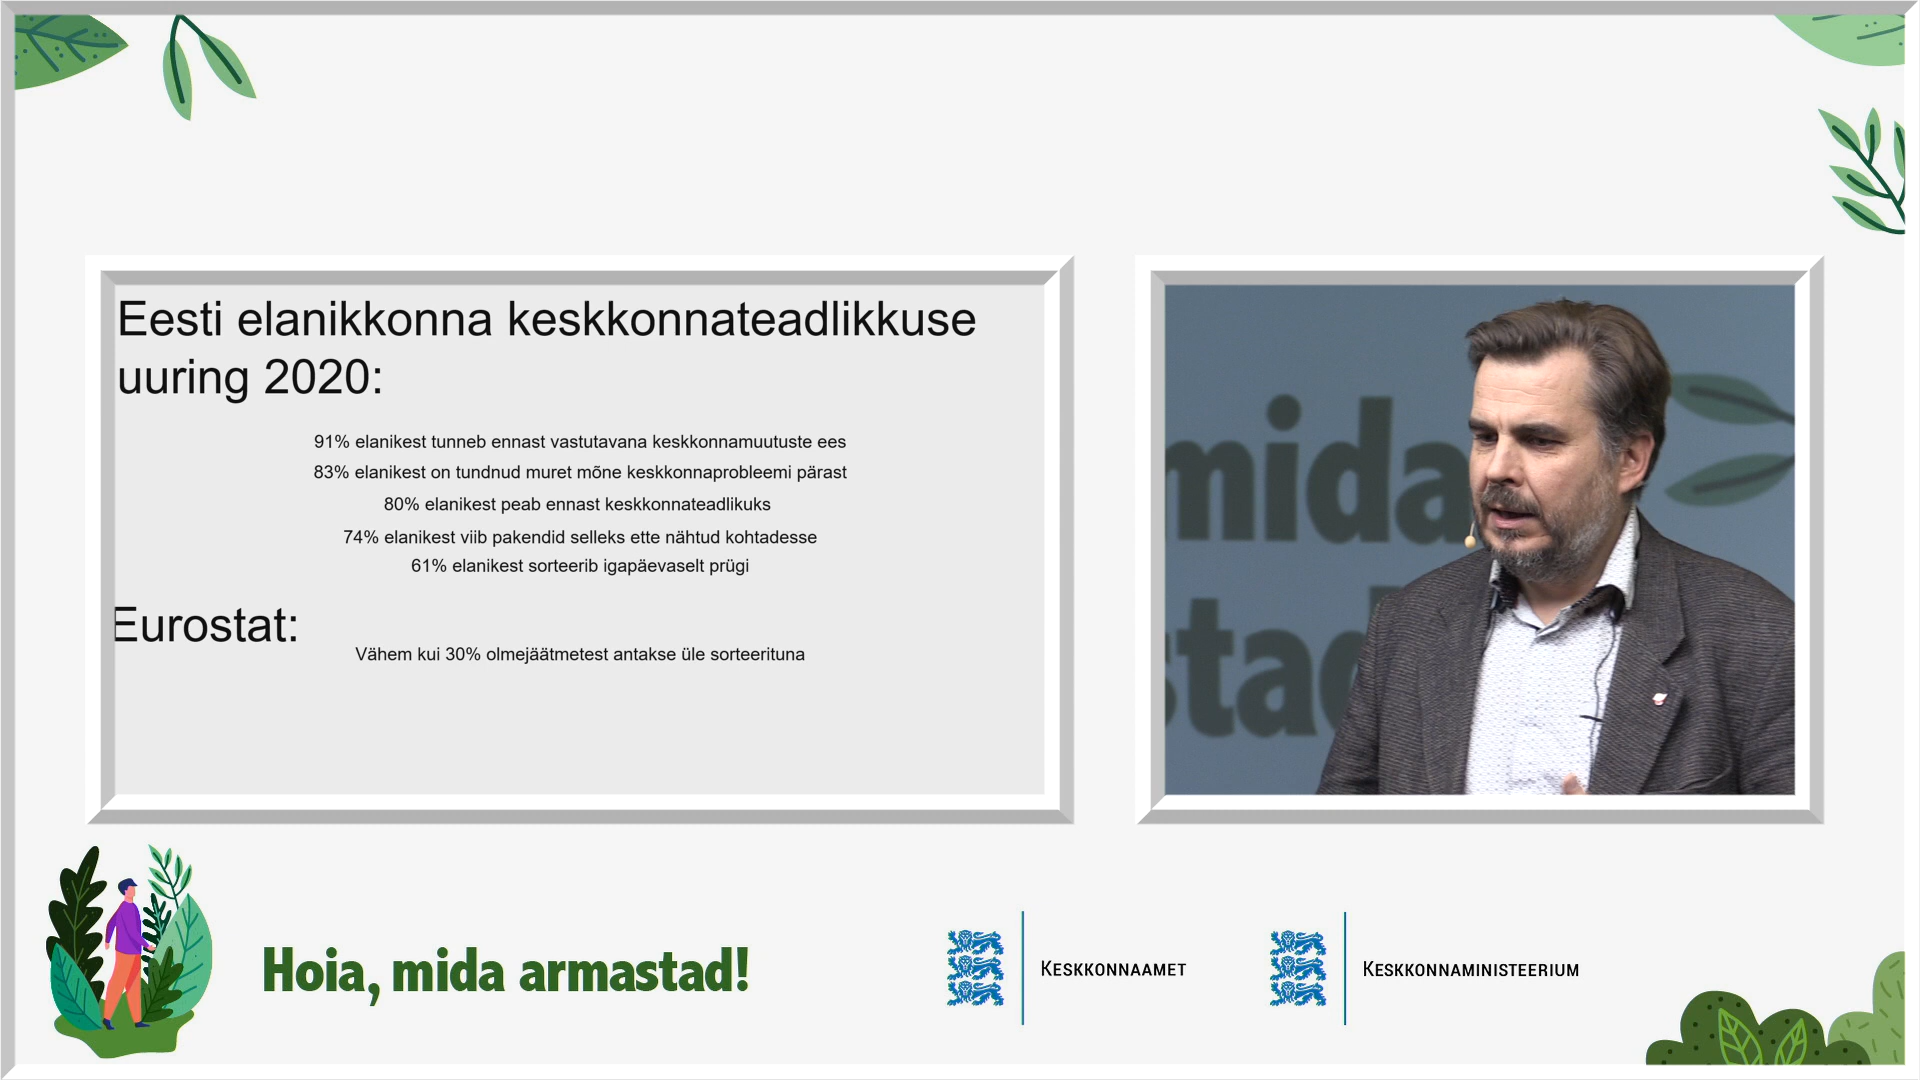 Eesti elanikkonna keskkonnateadlikkuse
uuring 2020:
91% elanikest tunneb ennast vastutavana keskkonnamuutuste ees
83% elanikest on tundnud muret mõne keskkonnaprobleemi pärast
80% elanikest peab ennast keskkonnateadlikuks
74% elanikest viib pakendid selleks ette nähtud kohtadesse
61% elanikest sorteerib igapäevaselt prügi
Eurostat:
Vähem kui 30% olmejäätmetest antakse üle sorteerituna
mida
stad
Hoia, mida armastad!
KESKKONNAAMET
KESKKONNAMINISTEERIUM